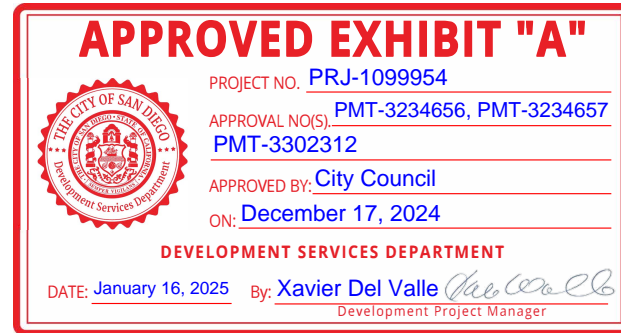 APPROVED EXHIBIT "A"
PROJECT NO. PRJ-1099954
APPROVAL NO(S). PMT-3234656, PMT-3234657
PMT-3302312
APPROVED BY: City Council
ON: December 17, 2024
THE CITY OF SAN DIEGO
Development Services Department
DEVELOPMENT SERVICES DEPARTMENT
DATE: January 16, 2025 By: Xavier Del Valle
Development Project Manager